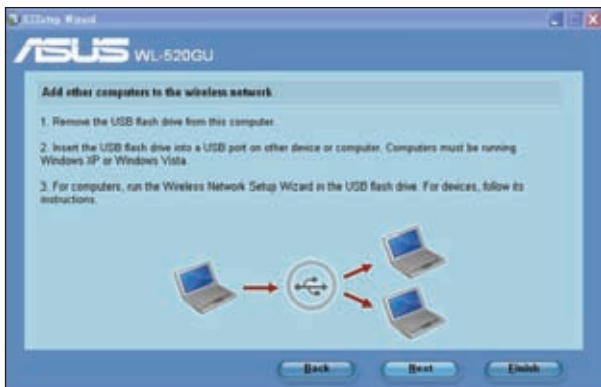 EZSetup Wizard
ASUS WL-520GU
Add other computers to the wireless network
1. Remove the USB flash drive from this computer.
2. Insert the USB flash drive into a USB port on other device or computer. Computers must be running
Windows XP or Windows Vista.
3. For computers, run the Wireless Network Setup Wizard in the USB flash drive. For devices, follow its
instructions.
Back Next Finish